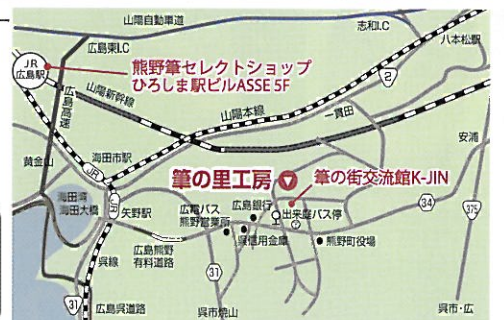 山陽自動車道
志和I.C
広島東I.C
八本松駅
JR
広島駅
熊野筆セレクトショップ
ひろしま駅ビルASSE 5F
2
広島高速
山陽新幹線
山陽本線
一貫田
安浦
黄金山
海田市駅
JR
筆の里工房
筆の街交流館K-JIN
海田湾
海田大橋
JR
矢野駅
広電バス
熊野営業所
広島銀行
出来庭バス停
34
375
呉信用金庫
熊野町役場
広島熊野
有料道路
呉線
31
31
広島呉道路
呉市焼山
呉市・広